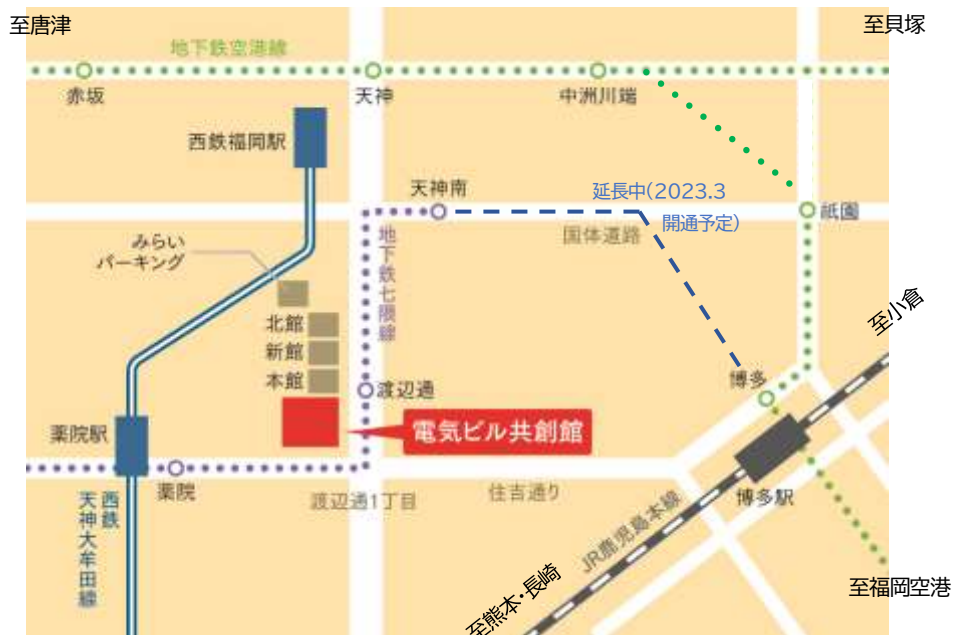 至唐津
至貝塚
地下鉄空港線
赤坂
天神
中洲川端
西鉄福岡駅
天神南
延長中(2023.3
開通予定)
祇園
国体道路
みらい
パーキング
地下鉄七隈線
至小倉
北館
新館
本館
博多
渡辺通
電気ビル共創館
薬院駅
薬院
渡辺通1丁目
住吉通り
博多駅
西鉄
天神大牟田線
JR鹿児島本線
至熊本・長崎
至福岡空港